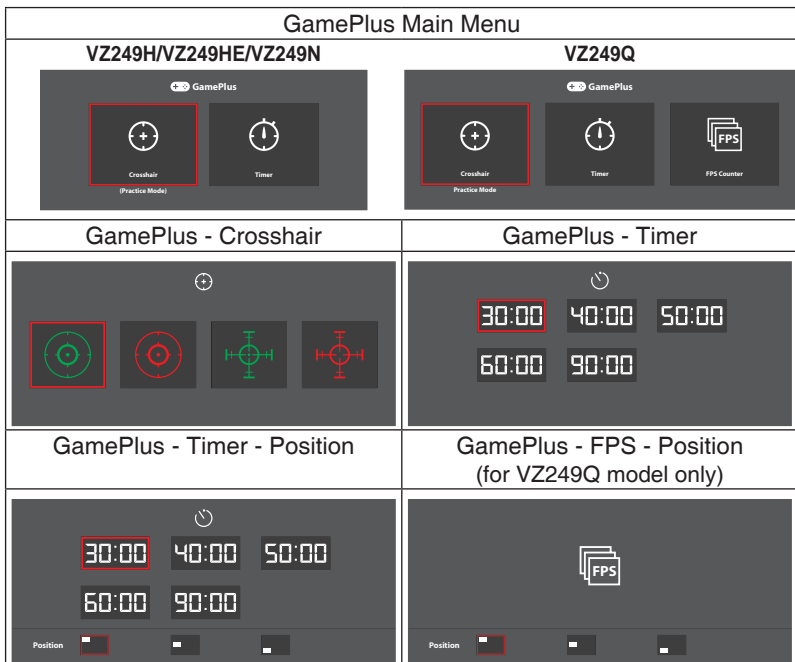 GamePlus Main Menu
VZ249H/VZ249HE/VZ249N
VZ249Q
GamePlus
Crosshair
Timer
(Practice Mode)
GamePlus
Crosshair
Timer
FPS
FPS Counter
Practice Mode
GamePlus - Crosshair
GamePlus - Timer
30:00 40:00 50:00
60:00 90:00
GamePlus - Timer - Position
GamePlus - FPS - Position
(for VZ249Q model only)
30:00 40:00 50:00
60:00 90:00
Position
FPS
Position